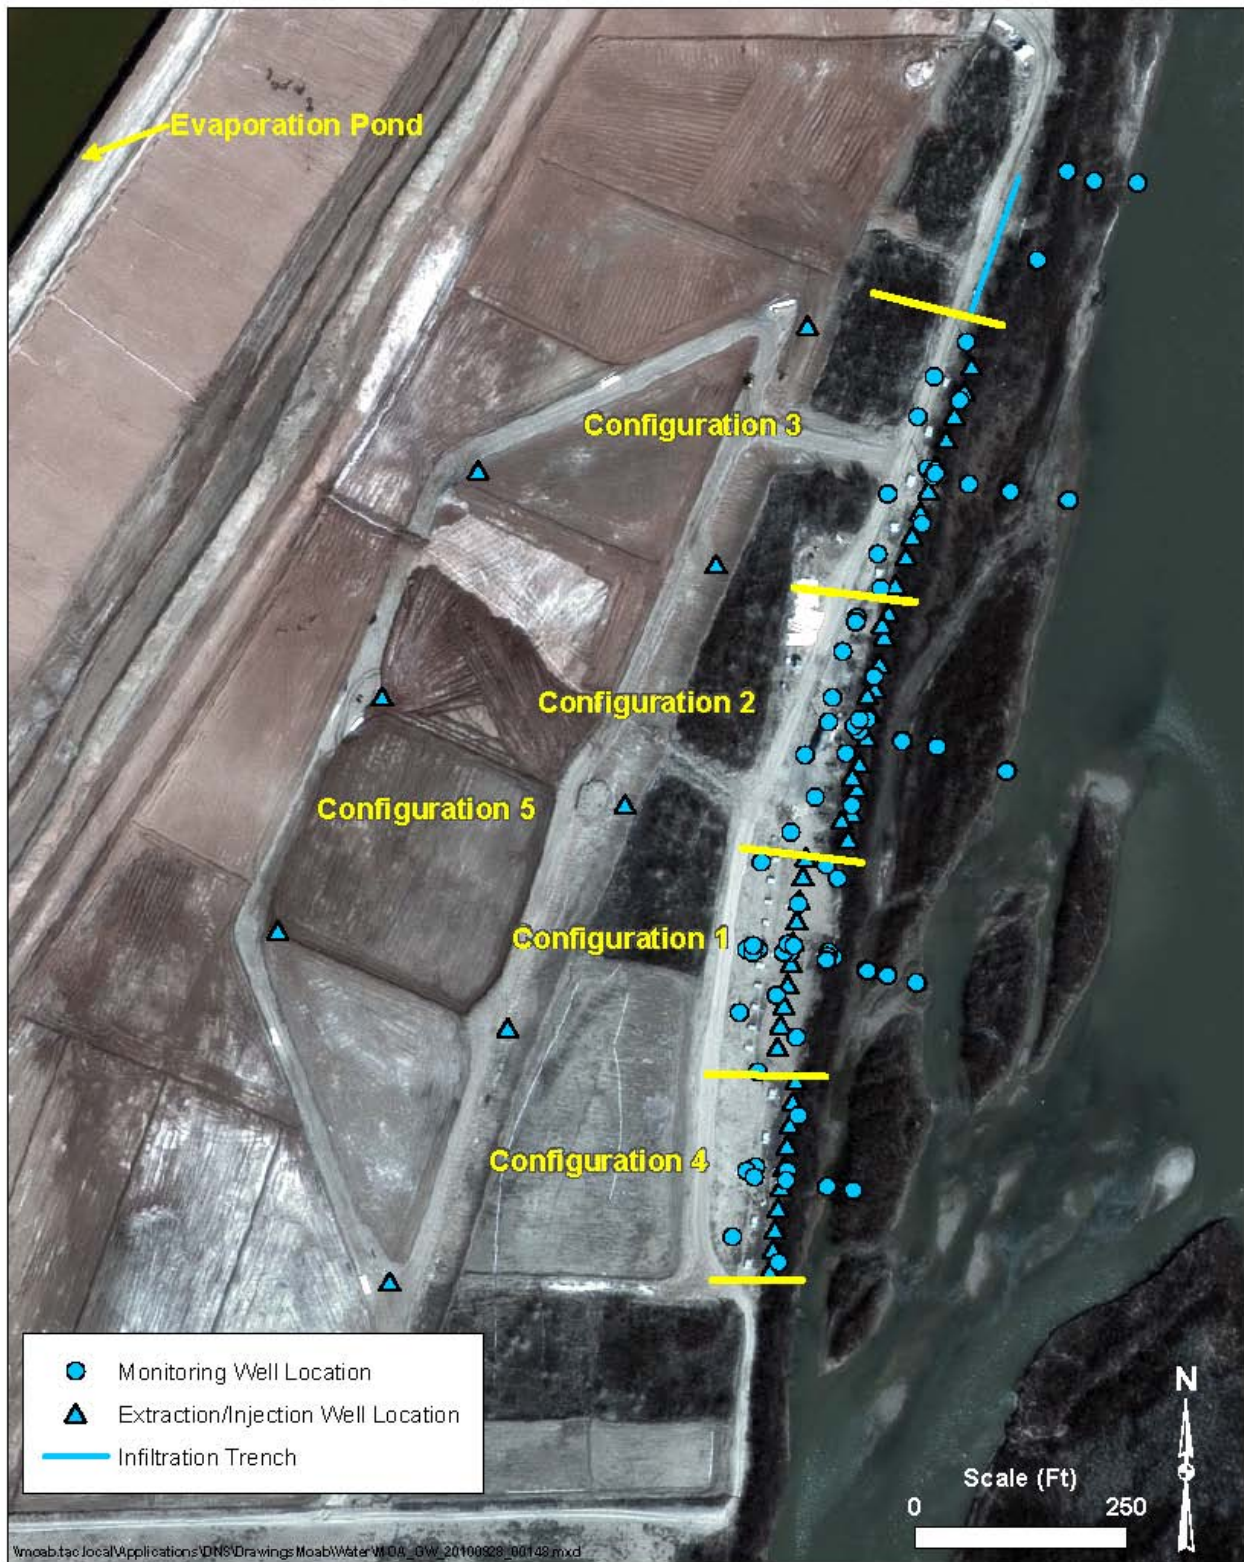 Evaporation Pond
Configuration 3
Configuration 2
Configuration 5
Configuration 1
Configuration 4
Monitoring Well Location
Extraction/Injection Well Location
Infiltration Trench
N
Scale (Ft)
0 250